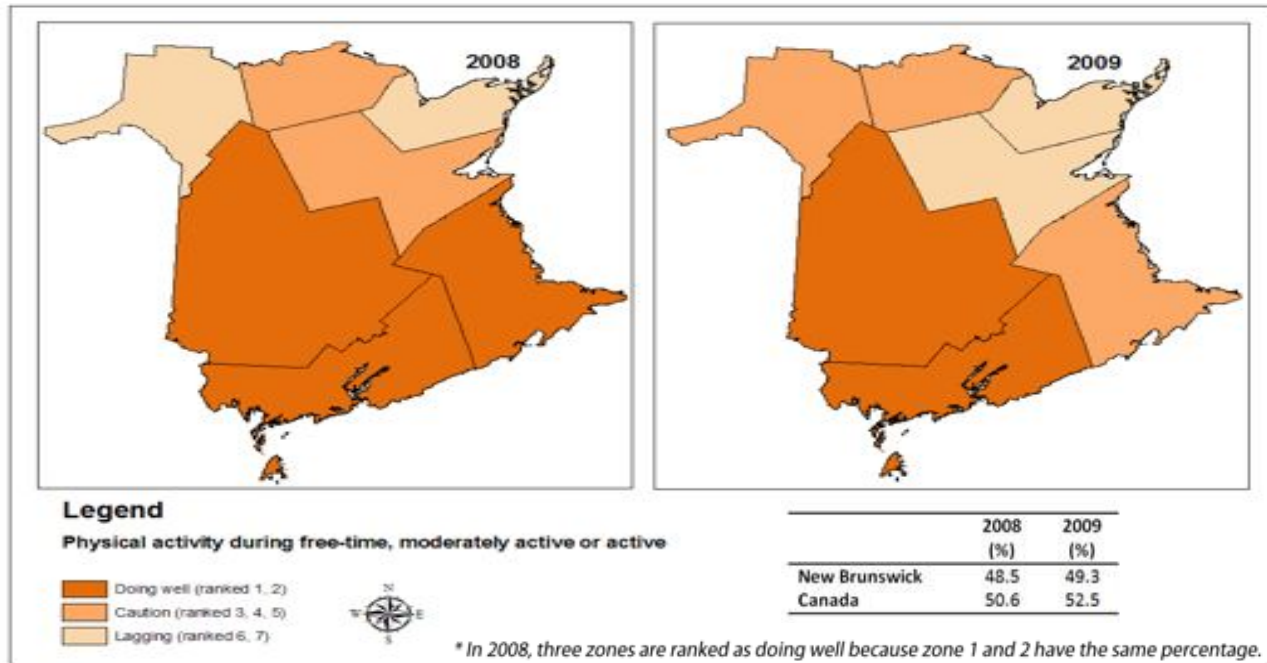 2008
2009
Legend
Physical activity during free-time, moderately active or active
Doing well (ranked 1, 2)
Caution (ranked 3, 4, 5)
Lagging (ranked 6, 7)
N
W E
S
2008 2009
(%) (%)
New Brunswick 48.5 49.3
Canada 50.6 52.5
* In 2008, three zones are ranked as doing well because zone 1 and 2 have the same percentage.